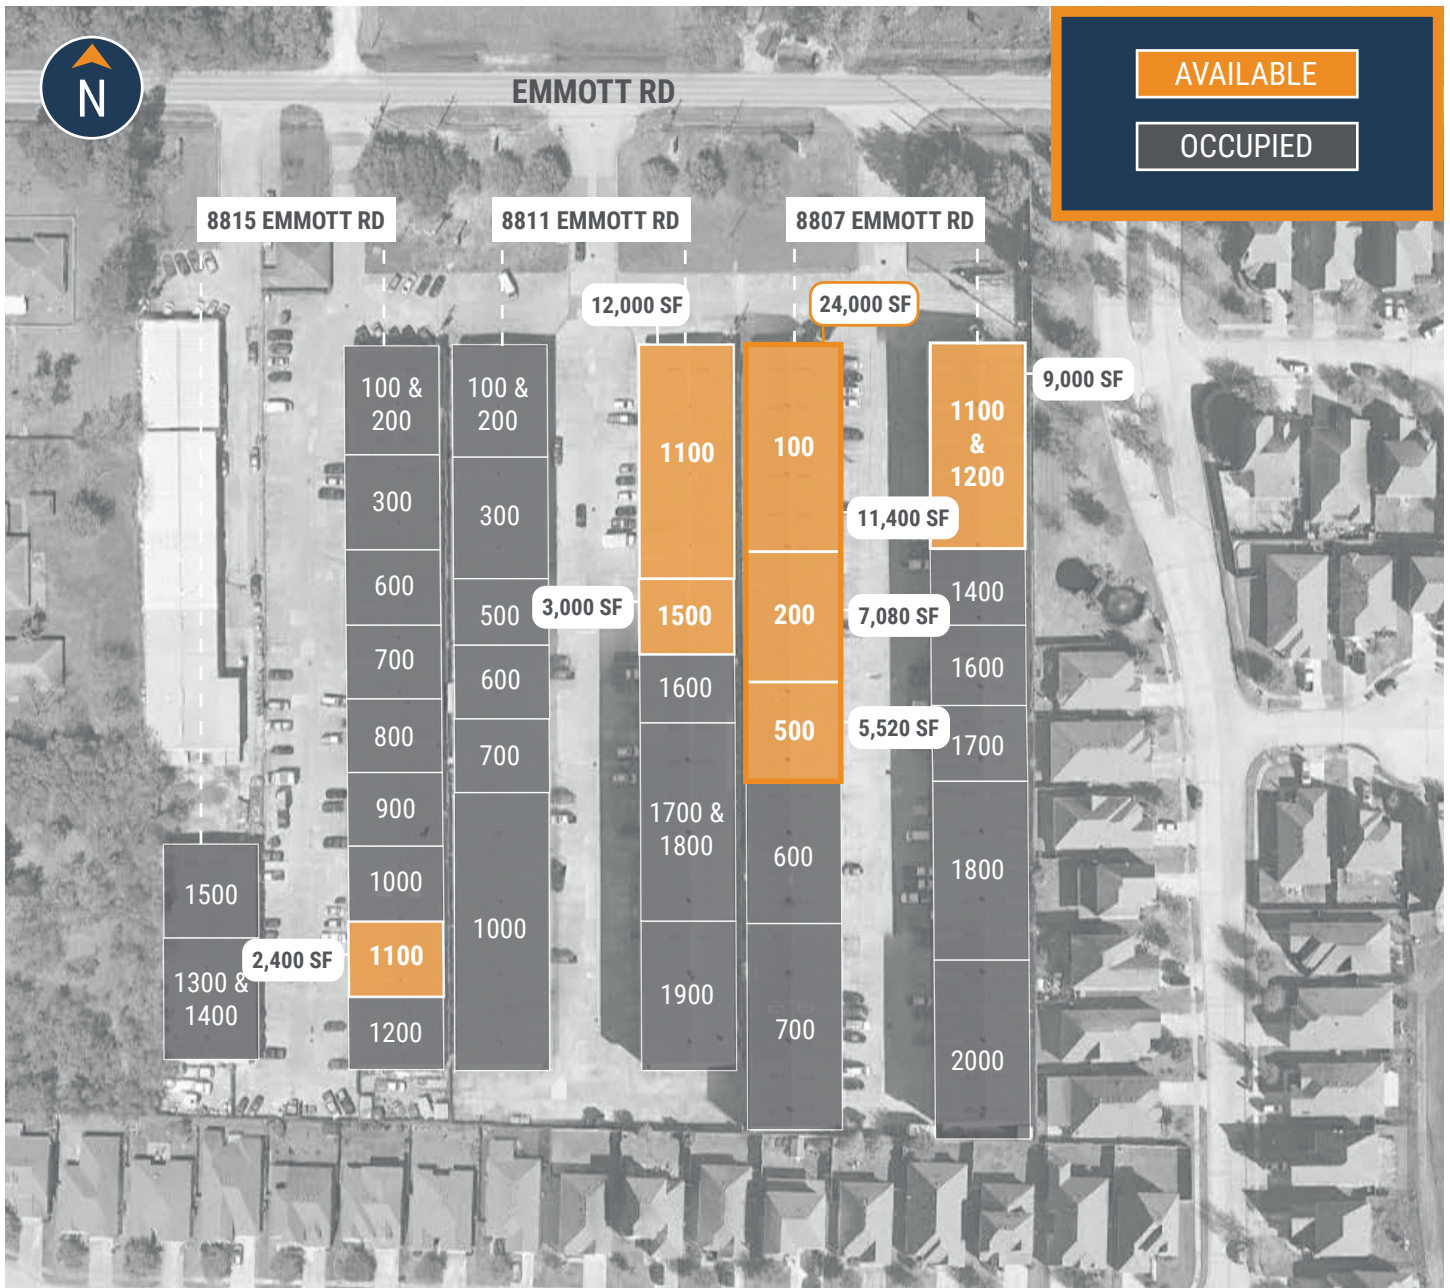 N
EMMOTT RD
AVAILABLE
OCCUPIED
8815 EMMOTT RD
8811 EMMOTT RD
8807 EMMOTT RD
12,000 SF
24,000 SF
9,000 SF
11,400 SF
3,000 SF
7,080 SF
5,520 SF
2,400 SF
1500
1300 &
1400
100 &
200
300
600
700
800
900
1000
1100
1200
100 &
200
300
500
600
700
1000
1100
1500
1600
1700 &
1800
1900
100
200
500
600
700
1100
&
1200
1400
1600
1700
1800
2000